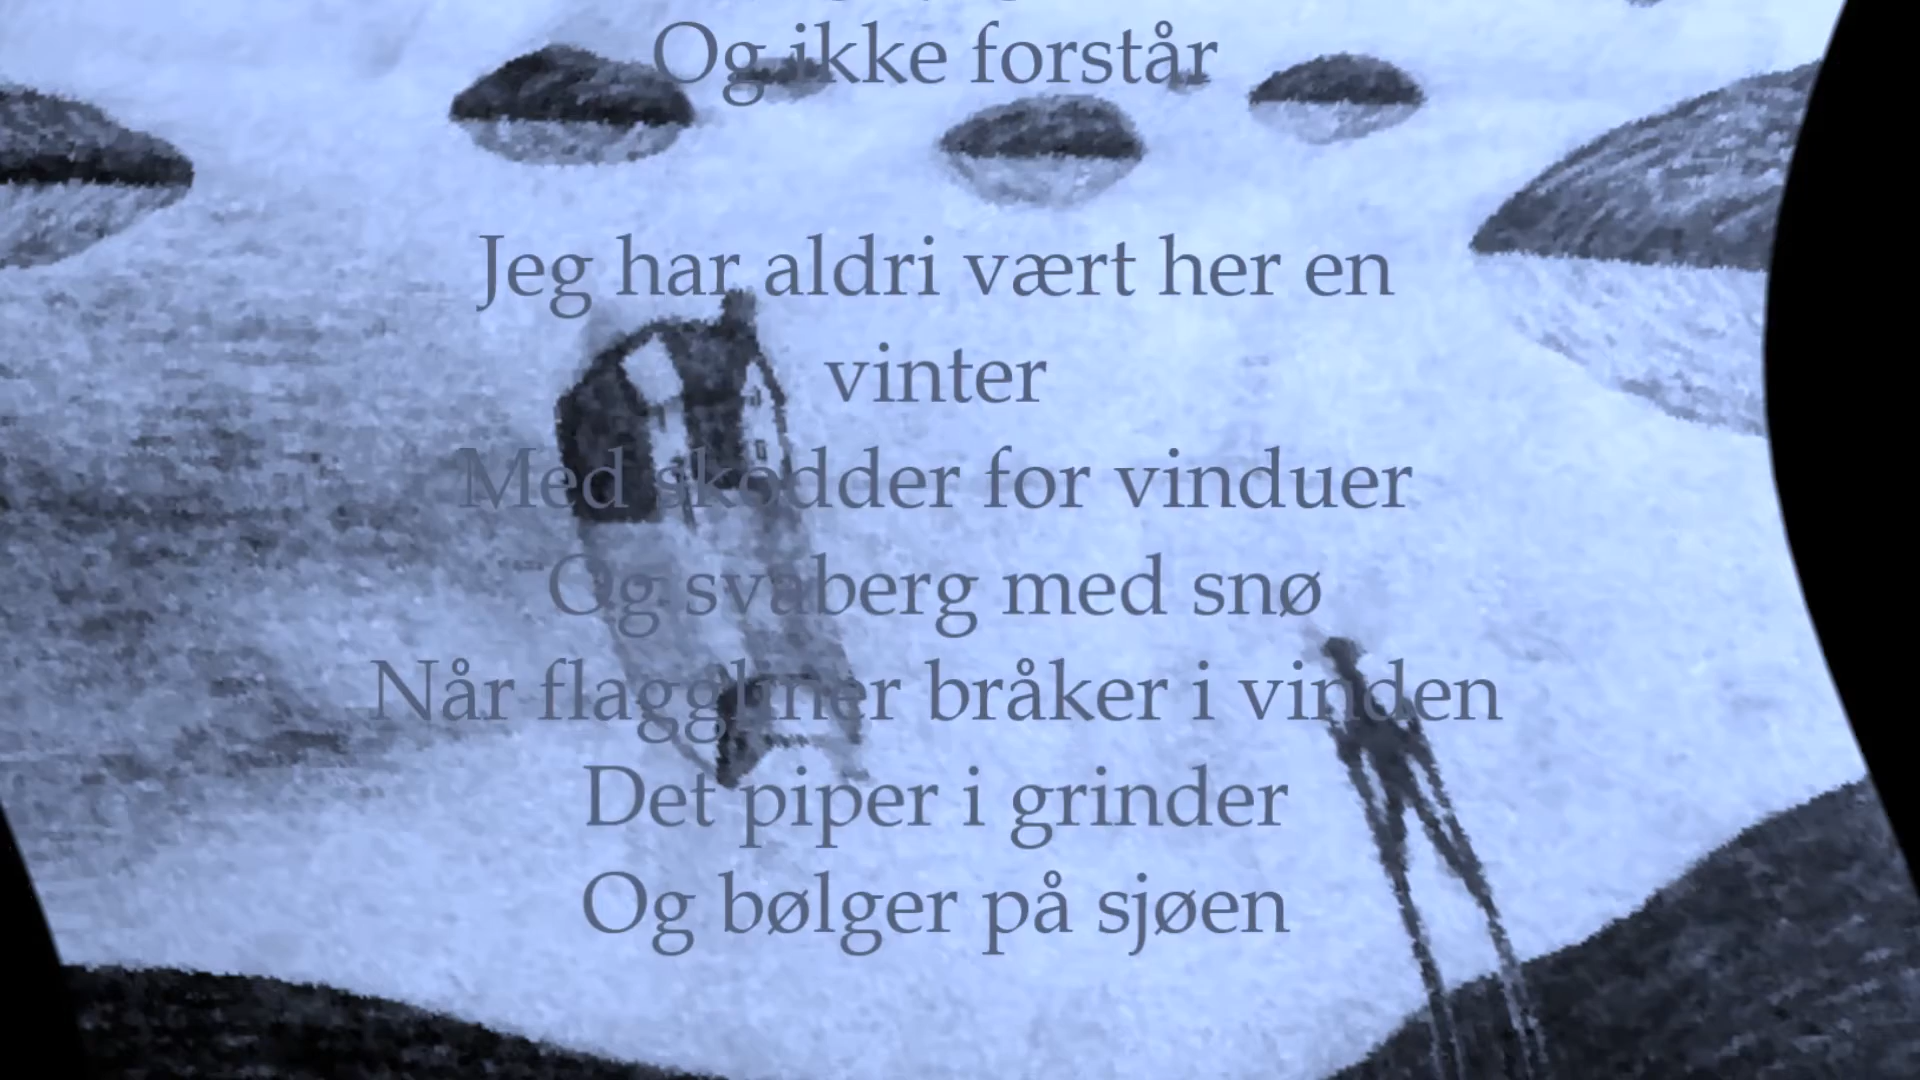 Og ikke forstår
Jeg har aldri vært her en
vinter
Med skodder for vinduer
Og svaberg med snø
Når flaggliner bråker i vinden
Det piper i grinder
Og bølger på sjøen